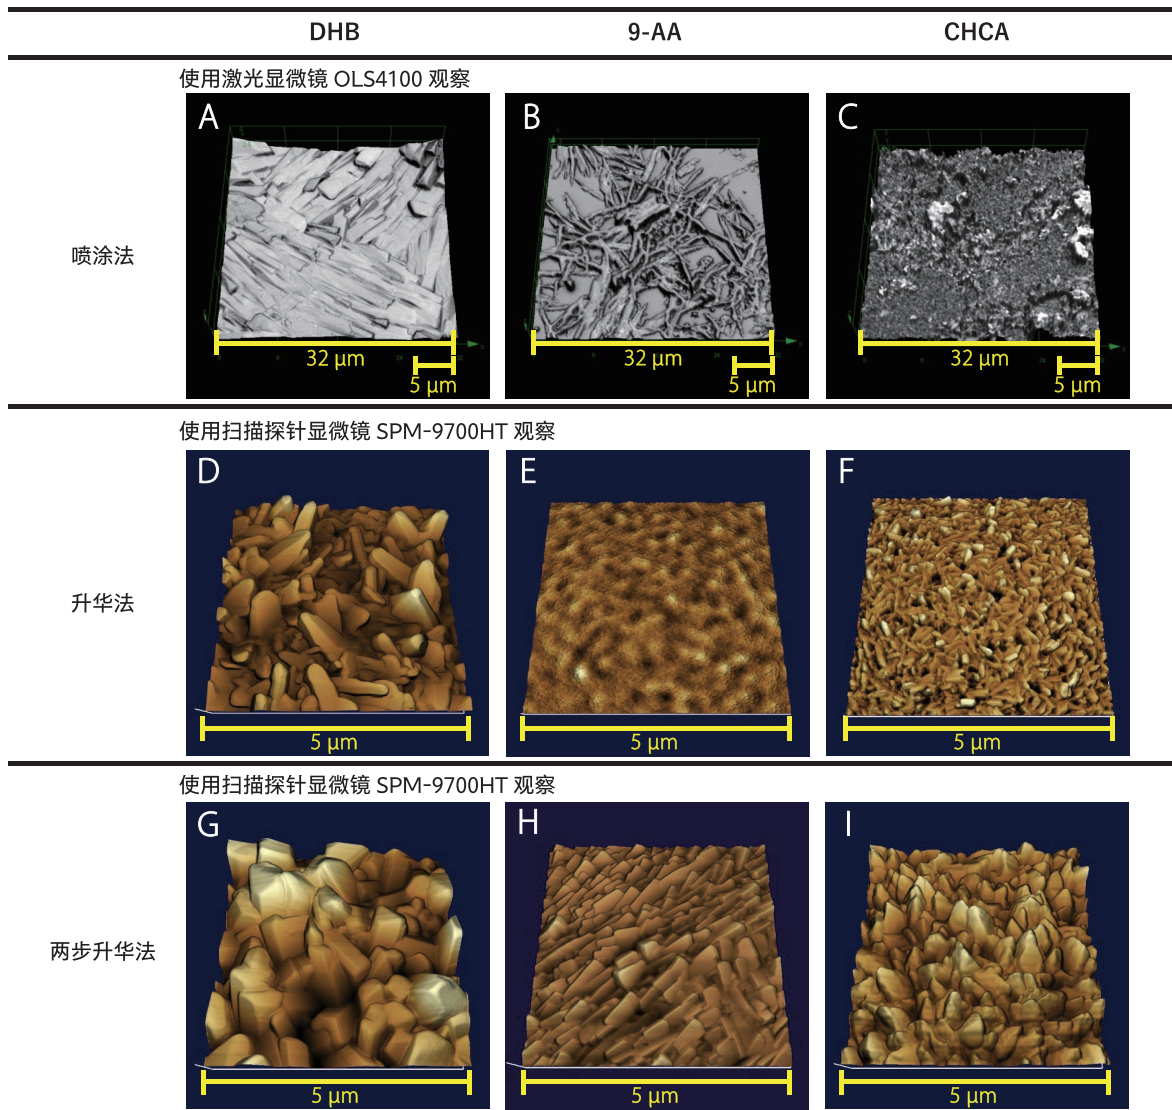 DHB 9-AA CHCA
使用激光显微镜 OLS4100 观察
A B C
喷涂法
32 μm 32 μm 32 μm
5 μm 5 μm 5 μm
使用扫描探针显微镜 SPM-9700HT 观察
D E F
升华法
5 μm 5 μm 5 μm
使用扫描探针显微镜 SPM-9700HT 观察
G H I
两步升华法
5 μm 5 μm 5 μm